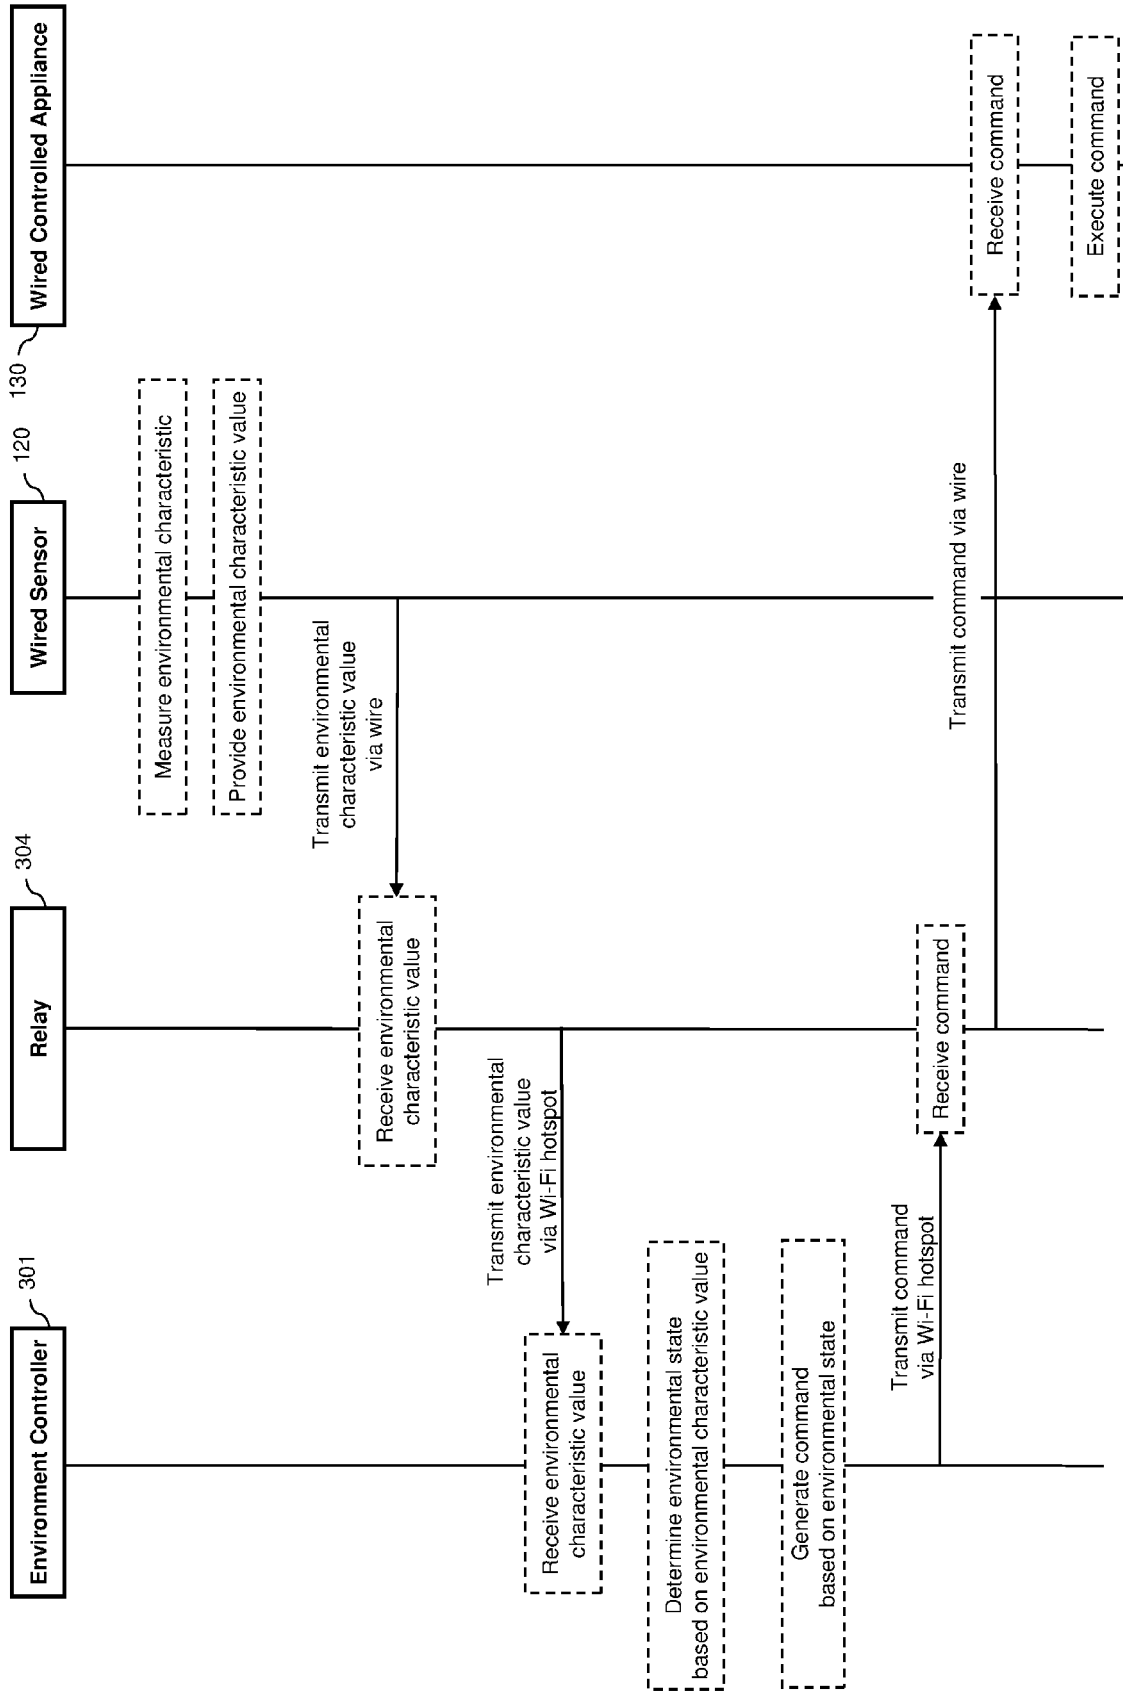 Environment Controller
301
Relay
304
Wired Sensor
120
Wired Controlled Appliance
130
Measure environmental characteristic
Provide environmental characteristic value
Transmit environmental
characteristic value
via wire
Receive environmental
characteristic value
Transmit environmental
characteristic value
via Wi-Fi hotspot
Receive environmental
characteristic value
Determine environmental state
based on environmental characteristic value
Generate command
based on environmental state
Transmit command
via Wi-Fi hotspot
Receive command
Transmit command via wire
Receive command
Execute command